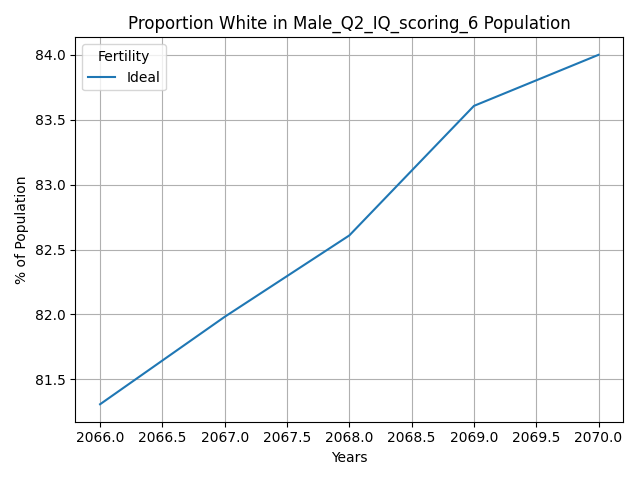 Proportion White in Male_Q2_IQ_scoring_6 Population
84.0
83.5
83.0
82.5
82.0
81.5
% of Population
Fertility
Ideal
2066.0 2066.5 2067.0 2067.5 2068.0 2068.5 2069.0 2069.5 2070.0
Years